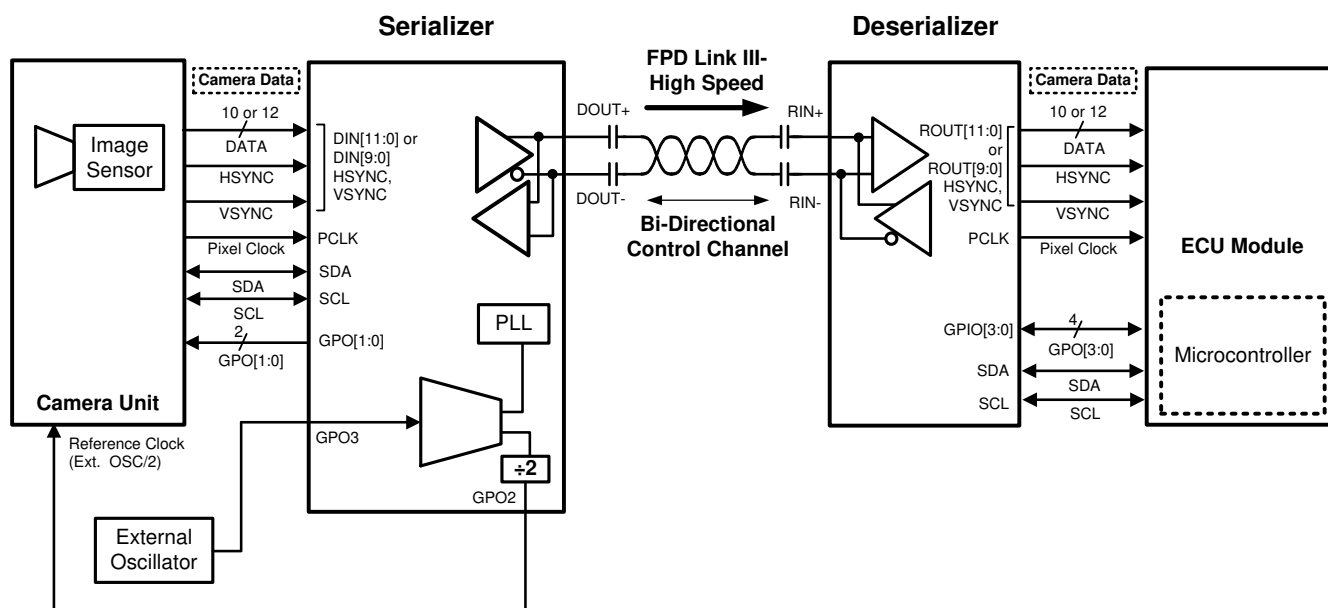 Serializer
Deserializer
Camera Data
10 or 12
DATA
HSYNC
VSYNC
Pixel Clock
SDA
SCL
2
GPO[1:0]
Image
Sensor
Camera Unit
DIN[11:0] or
DIN[9:0]
HSYNC,
VSYNC
PCLK
SDA
SCL
GPO[1:0]
PLL
GPO3
÷2
GPO2
Reference Clock
(Ext. OSC/2)
External
Oscillator
FPD Link III-
High Speed
DOUT+
RIN+
DOUT-
RIN-
Bi-Directional
Control Channel
ROUT[11:0]
or
ROUT[9:0]
HSYNC,
VSYNC
PCLK
GPIO[3:0]
SDA
SCL
Camera Data
10 or 12
DATA
HSYNC
VSYNC
Pixel Clock
4
GPO[3:0]
SDA
SCL
ECU Module
Microcontroller